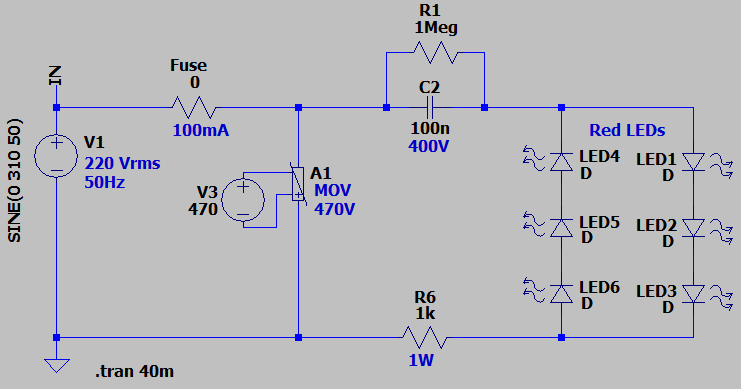 R1
1Meg
Fuse
0
100mA
IN
C2
100n
400V
Red LEDs
SINE(0 310 50)
V1
220 Vrms
50Hz
V3
470
A1
MOV
470V
LED4
D
LED1
D
LED5
D
LED2
D
LED6
D
LED3
D
R6
1k
1W
.tran 40m